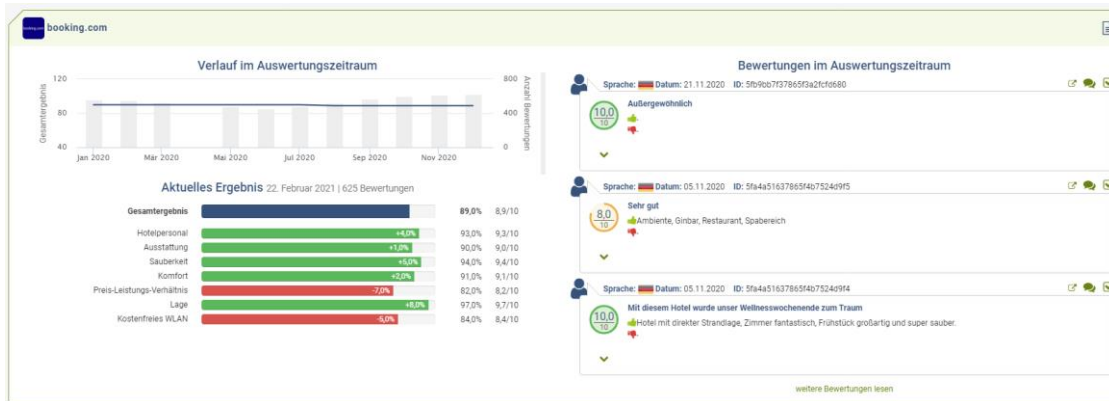 booking.com booking.com
Verlauf im Auswertungszeitraum
120
80
40
Gesamtergebnis
800
400
0
Anzahl Bewertungen
Jan 2020 Mär 2020 Mai 2020 Jul 2020 Sep 2020 Nov 2020
Aktuelles Ergebnis 22. Februar 2021 | 625 Bewertungen
Gesamtergebnis 89,0% 8,9/10
Hotelpersonal +4,0% 93,0% 9,3/10
Ausstattung +1,0% 90,0% 9,0/10
Sauberkeit +5,0% 94,0% 9,4/10
Komfort +2,0% 91,0% 9,1/10
Preis-Leistungs-Verhältnis -7,0% 82,0% 8,2/10
Lage +8,0% 97,0% 9,7/10
Kostenfreies WLAN -5,0% 84,0% 8,4/10
Bewertungen im Auswertungszeitraum
Sprache: Datum: 21.11.2020 ID: 5fb9bb7f37865f3a2fcfd680
Außergewöhnlich
10,0
10
Sprache: Datum: 05.11.2020 ID: 5fa4a51637865f4b7524d9f5
Sehr gut
8,0
10
Ambiente, Ginbar, Restaurant, Spabereich
Sprache: Datum: 05.11.2020 ID: 5fa4a51637865f4b7524d9f4
Mit diesem Hotel wurde unser Wellnesswochenende zum Traum
10,0
10
Hotel mit direkter Strandlage, Zimmer fantastisch, Frühstück großartig und super sauber.
weitere Bewertungen lesen